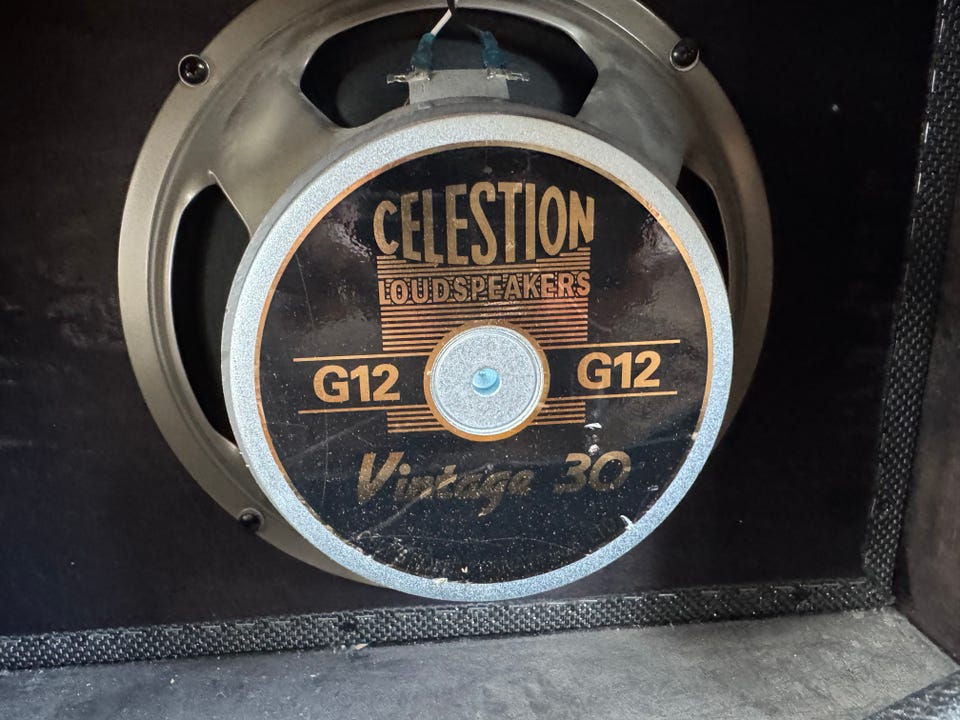 CELESTION
LOUDSPEAKERS
G12 G12
Vintage 30